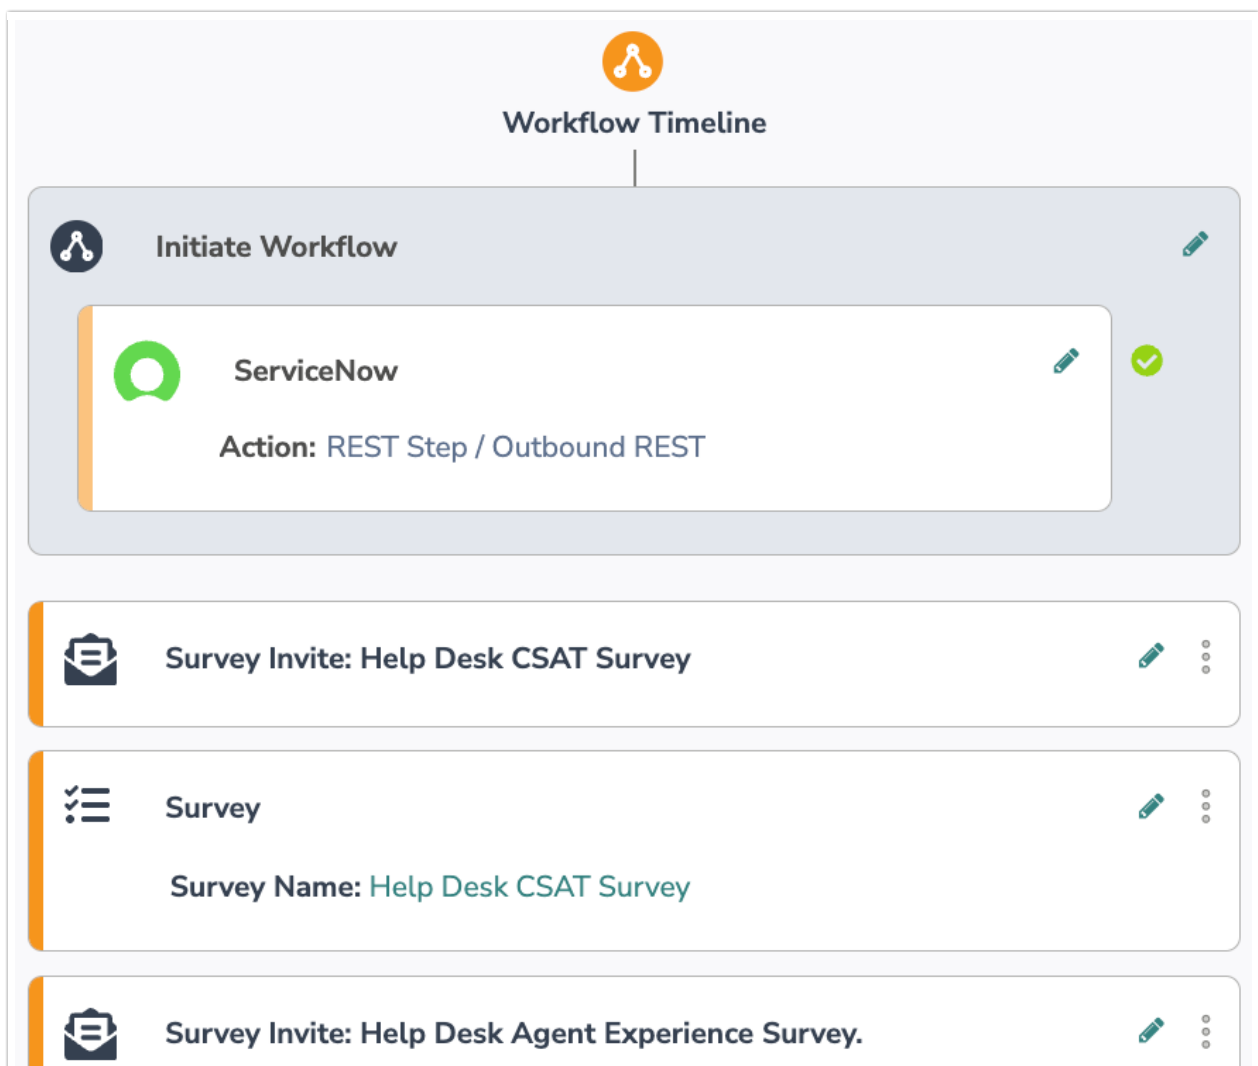 Workflow Timeline
Initiate Workflow
ServiceNow
Action: REST Step / Outbound REST
Survey Invite: Help Desk CSAT Survey
Survey
Survey Name: Help Desk CSAT Survey
Survey Invite: Help Desk Agent Experience Survey.